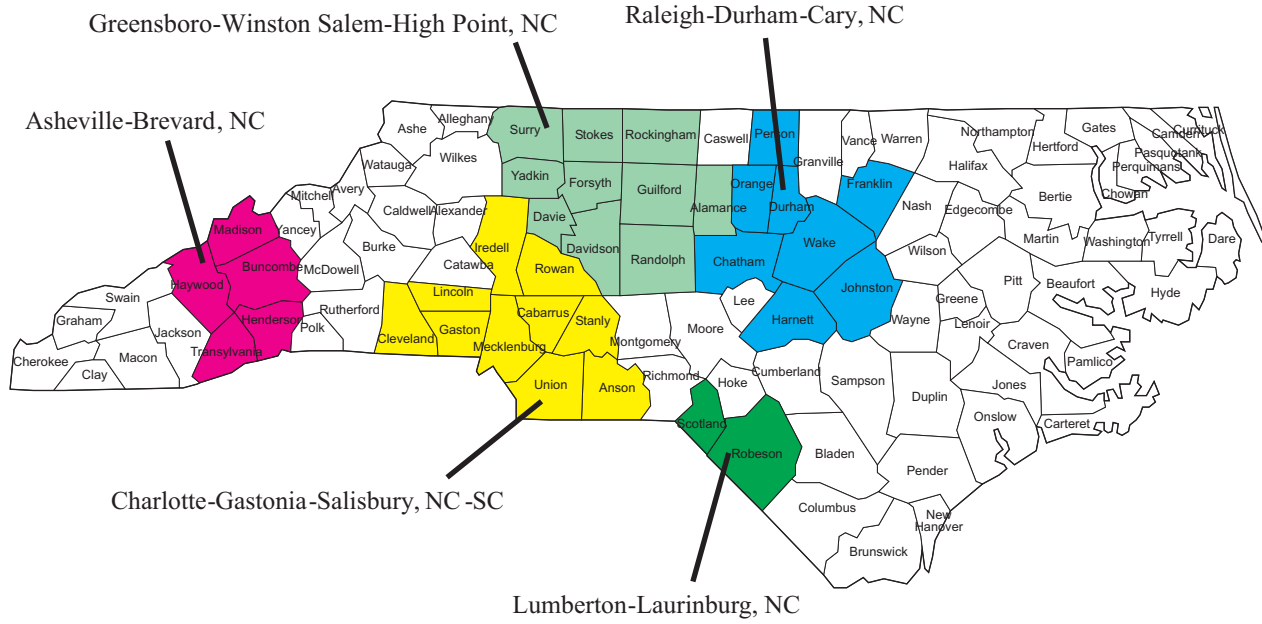 Greensboro-Winston Salem-High Point, NC
Raleigh-Durham-Cary, NC
Asheville-Brevard, NC
Ashe
Alleghany
Surry
Stokes
Rockingham
Caswell
Person
Granville
Vance
Warren
Northampton
Gates
Hertford
Camden
Currituck
Pasquotank
Perquimans
Chowan
Halifax
Bertie
Watauga
Wilkes
Yadkin
Forsyth
Guilford
Alamance
Orange
Durham
Franklin
Nash
Edgecombe
Martin
Washington
Tyrrell
Dare
Mitchell
Avery
Caldwell
Alexander
Davie
Iredell
Davidson
Randolph
Chatham
Wake
Wilson
Madison
Yancey
Burke
Catawba
Rowan
Buncombe
McDowell
Haywood
Swain
Lincoln
Rutherford
Henderson
Polk
Graham
Jackson
Transylvania
Macon
Cherokee
Clay
Cleveland
Gaston
Mecklenburg
Cabarrus
Stanly
Montgomery
Moore
Lee
Harnett
Johnston
Wayne
Greene
Lenoir
Pitt
Beaufort
Hyde
Craven
Pamlico
Union
Anson
Richmond
Hoke
Cumberland
Sampson
Duplin
Jones
Onslow
Carteret
Scotland
Robeson
Bladen
Pender
Columbus
New
Hanover
Brunswick
Charlotte-Gastonia-Salisbury, NC -SC
Lumberton-Laurinburg, NC